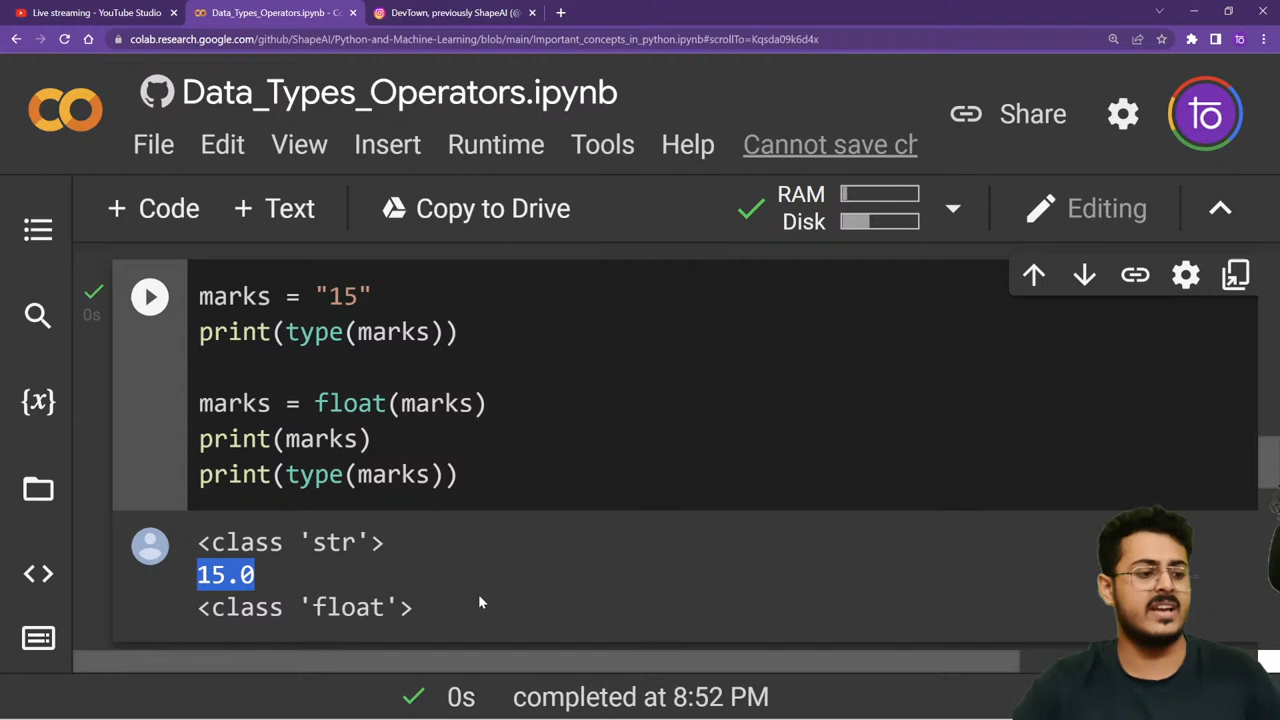 Live streaming - YouTube Studio
Data_Types_Operators.ipynb - Co
DevTown, previously ShapeAI (@
colab.research.google.com/github/ShapeAI/Python-and-Machine-Learning/blob/main/Important_concepts_in_python.ipynb#scrollTo=Kqsda09k6d4x
to
CO
Data_Types_Operators.ipynb
Share
to
File Edit View Insert Runtime Tools Help Cannot save ch
+ Code + Text Copy to Drive
RAM
Disk
Editing
0s
marks = "15"
print(type(marks))
marks = float(marks)
print(marks)
print(type(marks))
{x}
<class 'str'>
15.0
<class 'float'>
0s completed at 8:52 PM